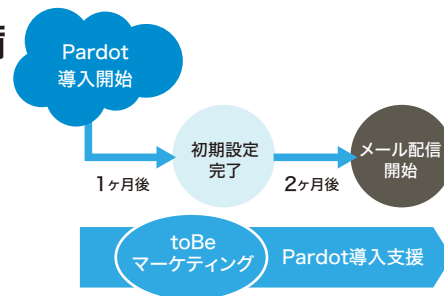 Pardot
導入開始
初期設定
完了
メール配信
開始
1ヶ月後
2ヶ月後
toBe
マーケティング
Pardot導入支援